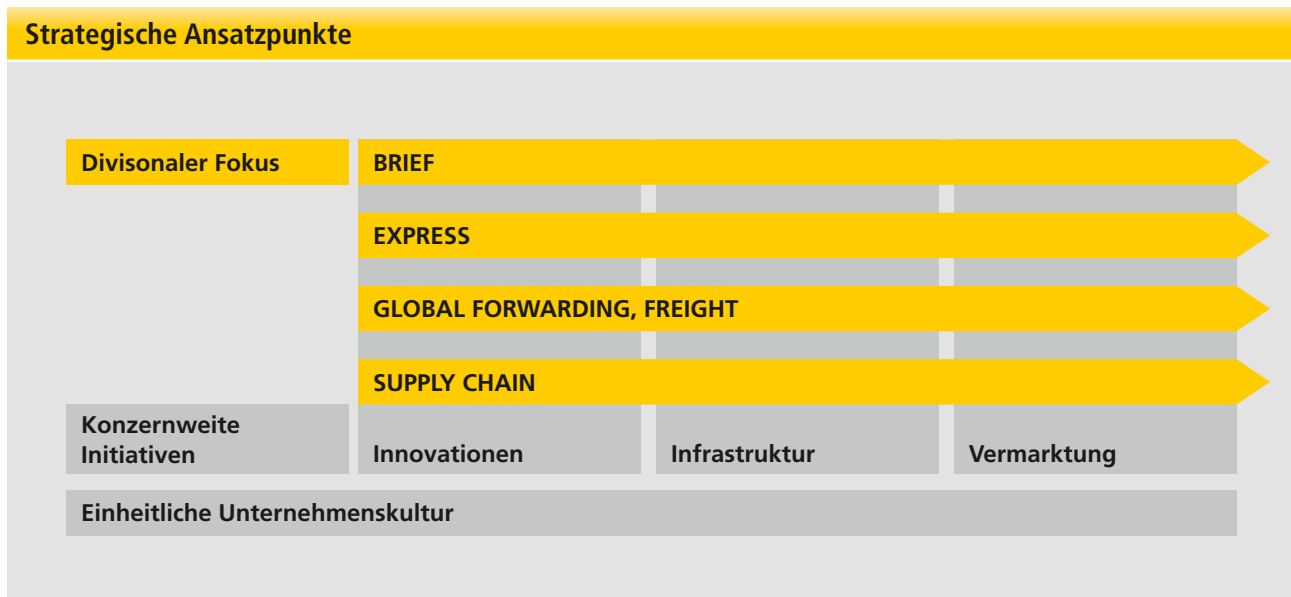 Strategische Ansatzpunkte
Divisonaler Fokus
BRIEF
EXPRESS
GLOBAL FORWARDING, FREIGHT
SUPPLY CHAIN
Konzernweite
Initiativen
Innovationen
Infrastruktur
Vermarktung
Einheitliche Unternehmenskultur